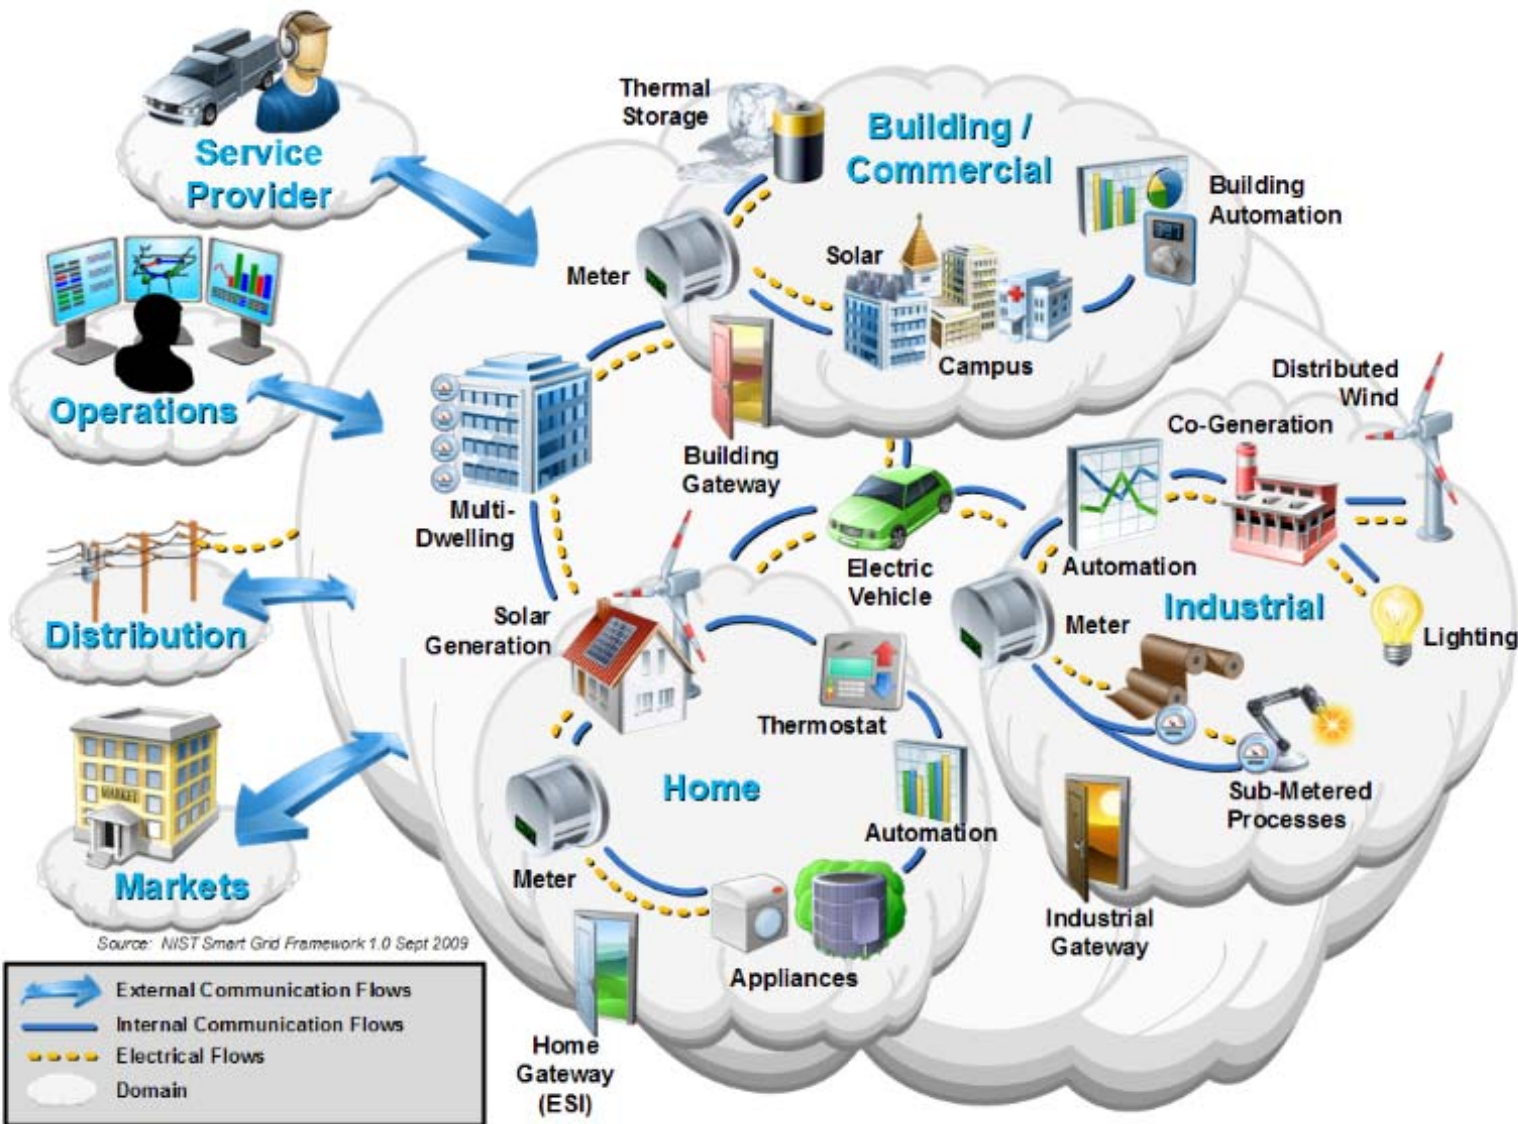 Service
Provider
Operations
Distribution
MARKET
Markets
Source: NIST Smart Grid Framework 1.0 Sept 2009
External Communication Flows
Internal Communication Flows
Electrical Flows
Domain
Thermal
Storage
Building /
Commercial
Building
Automation
Meter
Solar
Campus
Building
Gateway
Multi-
Dwelling
Electric
Vehicle
Distributed
Wind
Co-Generation
Automation
Industrial
Meter
Lighting
Sub-Metered
Processes
Industrial
Gateway
Solar
Generation
Thermostat
Home
Automation
Meter
Appliances
Home
Gateway
(ESI)